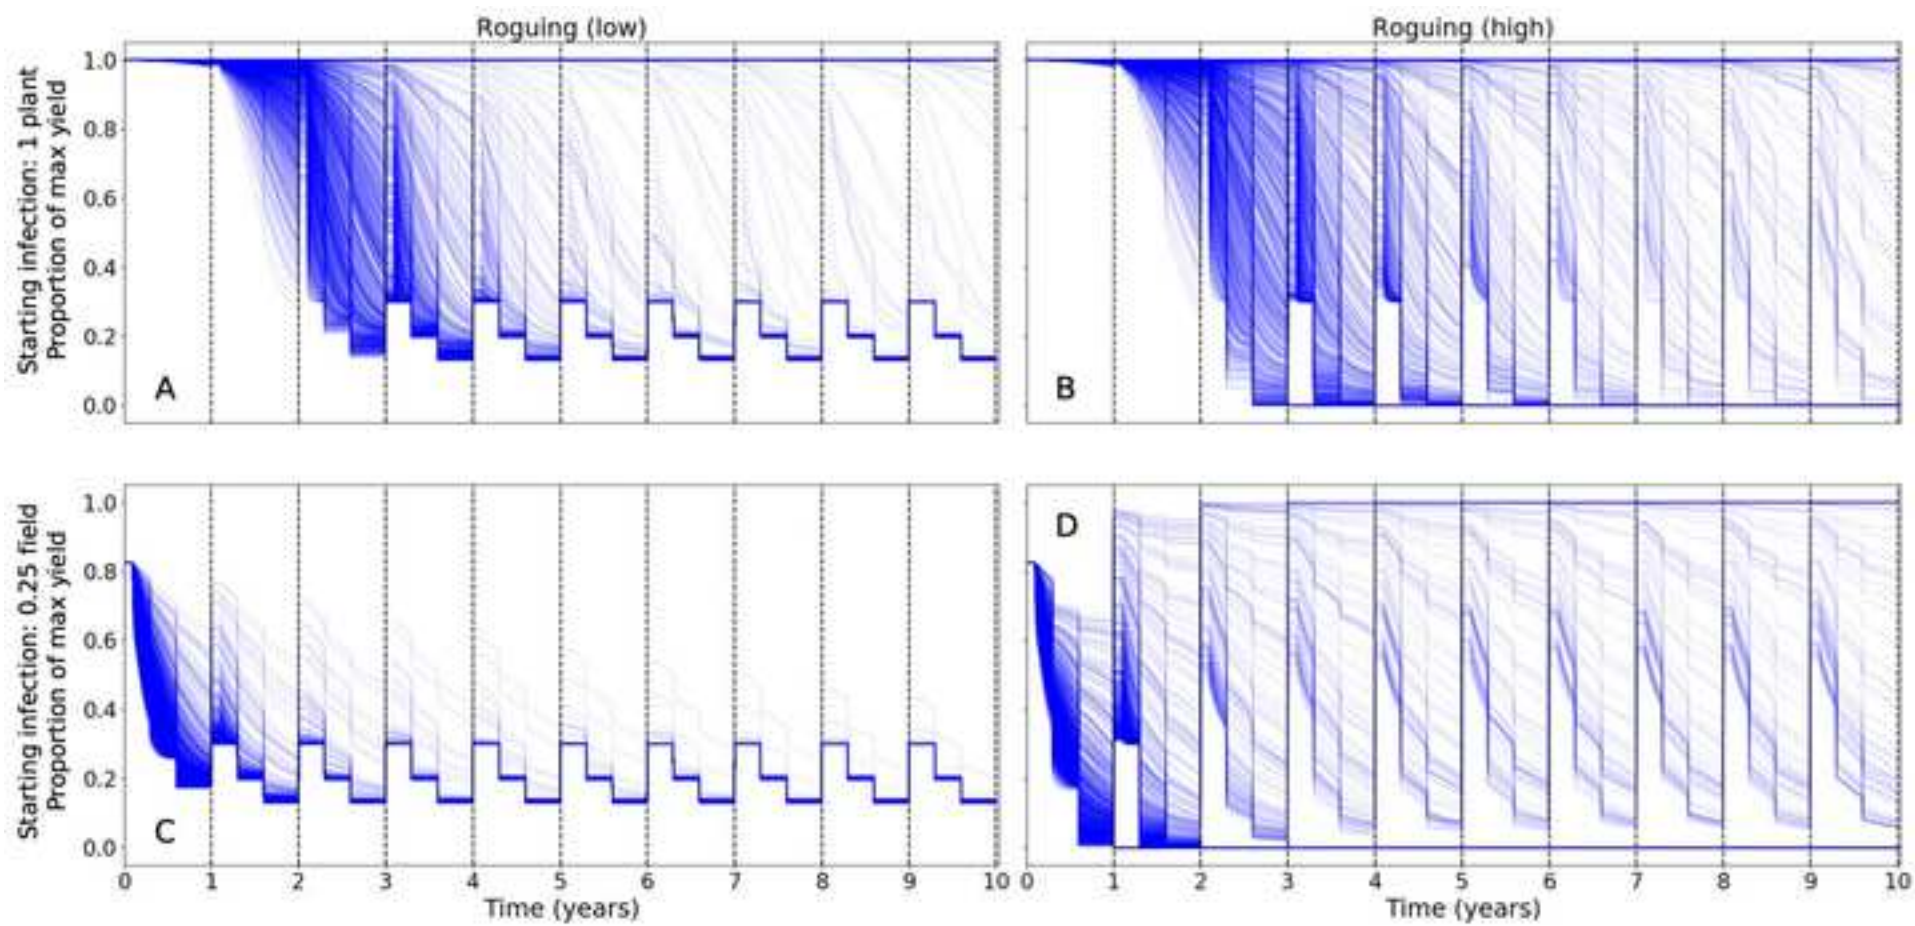 Roguing (low)
Roguing (high)
Starting infection: 1 plant
Proportion of max yield
1.0
0.8
0.6
0.4
0.2
0.0
A
B
Starting infection: 0.25 field
Proportion of max yield
1.0
0.8
0.6
0.4
0.2
0.0
C
D
0 1 2 3 4 5 6 7 8 9 10
0 1 2 3 4 5 6 7 8 9 10
Time (years)
Time (years)